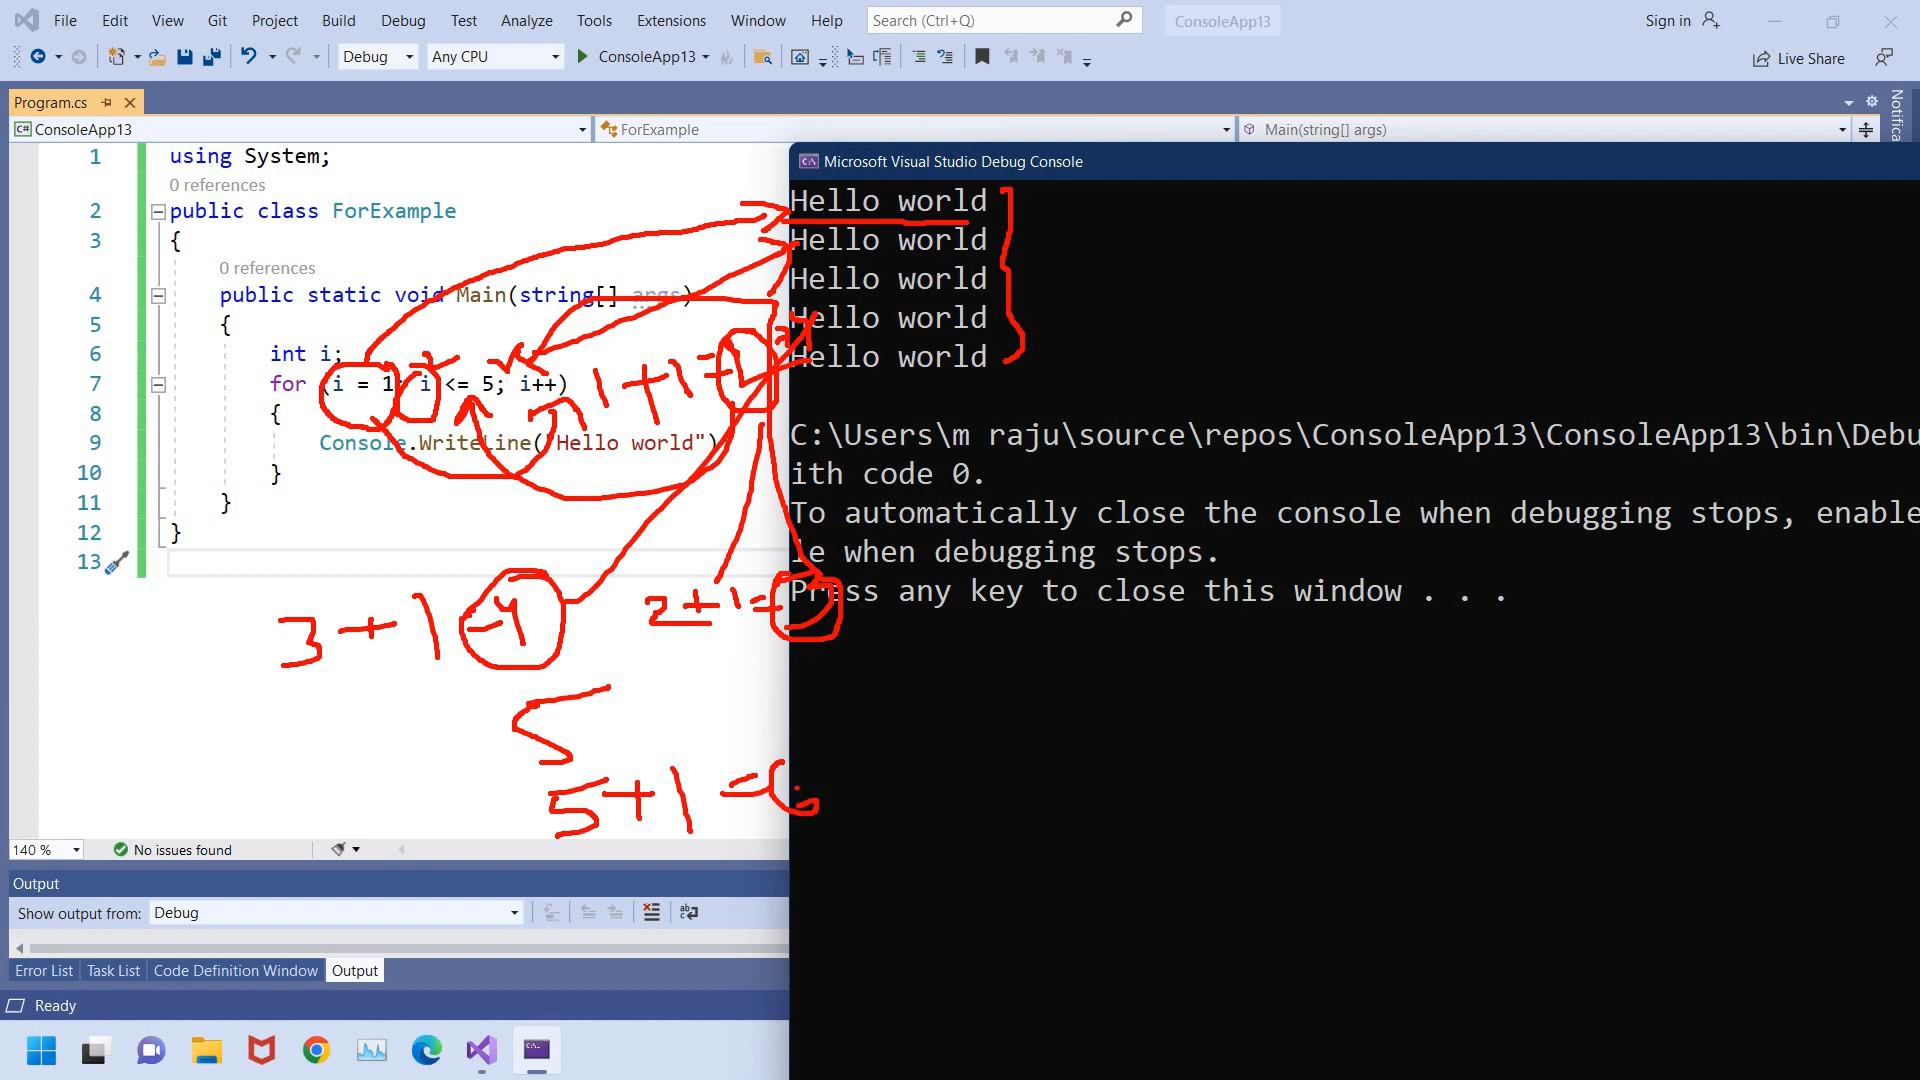 File Edit View Git Project Build Debug Test Analyze Tools Extensions Window Help Search (Ctrl+Q) ConsoleApp13 Sign in
Debug Any CPU ConsoleApp13 Live Share
Program.cs
C# ConsoleApp13 ForExample Main(string[] args)
Notifica
1 using System;
0 references
2 public class ForExample
3 {
0 references
4 public static void Main(string[] args)
5 {
6 int i;
7 for (i = 1; i <= 5; i++)
8 {
9 Console.WriteLine("Hello world")
10 }
11 }
12 }
13
1+1=2
3+1=4
2+1=3
5
5+1=
140 % No issues found
Output
Show output from: Debug
Error List Task List Code Definition Window Output
Ready
Microsoft Visual Studio Debug Console
Hello world
Hello world
Hello world
Hello world
Hello world
C:\Users\m raju\source\repos\ConsoleApp13\ConsoleApp13\bin\Debu
ith code 0.
To automatically close the console when debugging stops, enable
le when debugging stops.
Press any key to close this window . . .